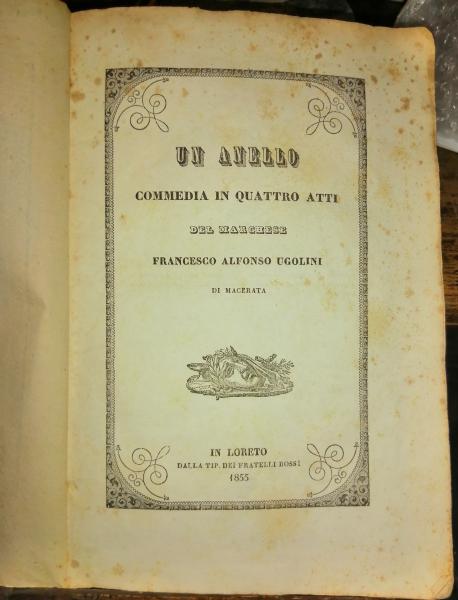 UN ANELLO
COMMEDIA IN QUATTRO ATTI
DEL MARCHESE
FRANCESCO ALFONSO UGOLINI
DI MACERATA
IN LORETO
DALLA TIP. DEI FRATELLI ROSSI
1855